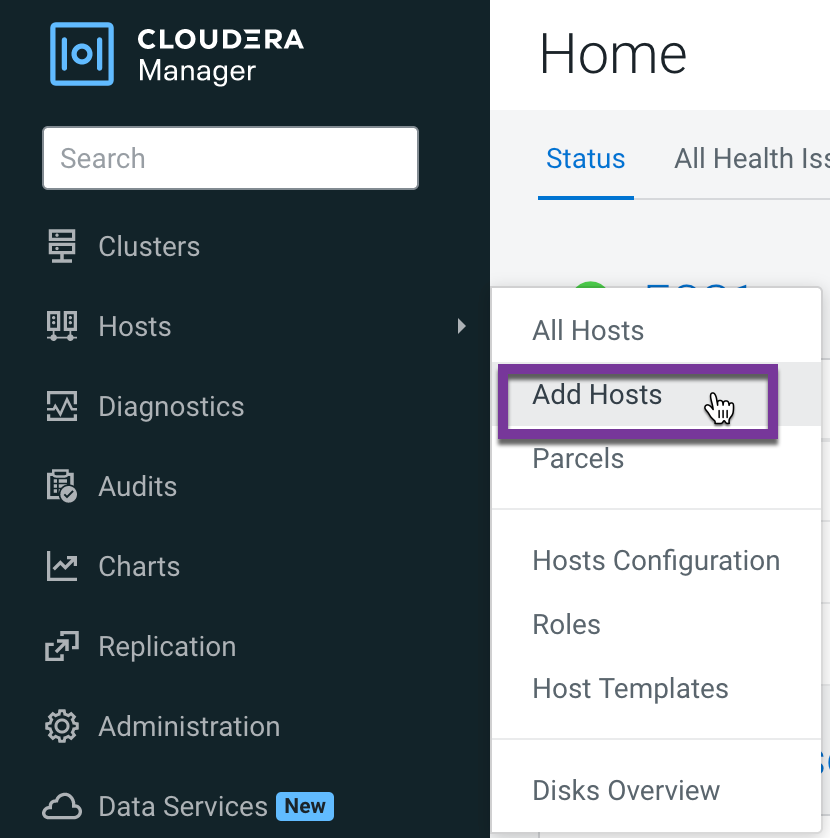 CLOUDERA
Manager
Search
Clusters
Hosts
Diagnostics
Audits
Charts
Replication
Administration
Data Services New
Home
Status All Health
All Hosts
Add Hosts
Parcels
Hosts Configuration
Roles
Host Templates
Disks Overview